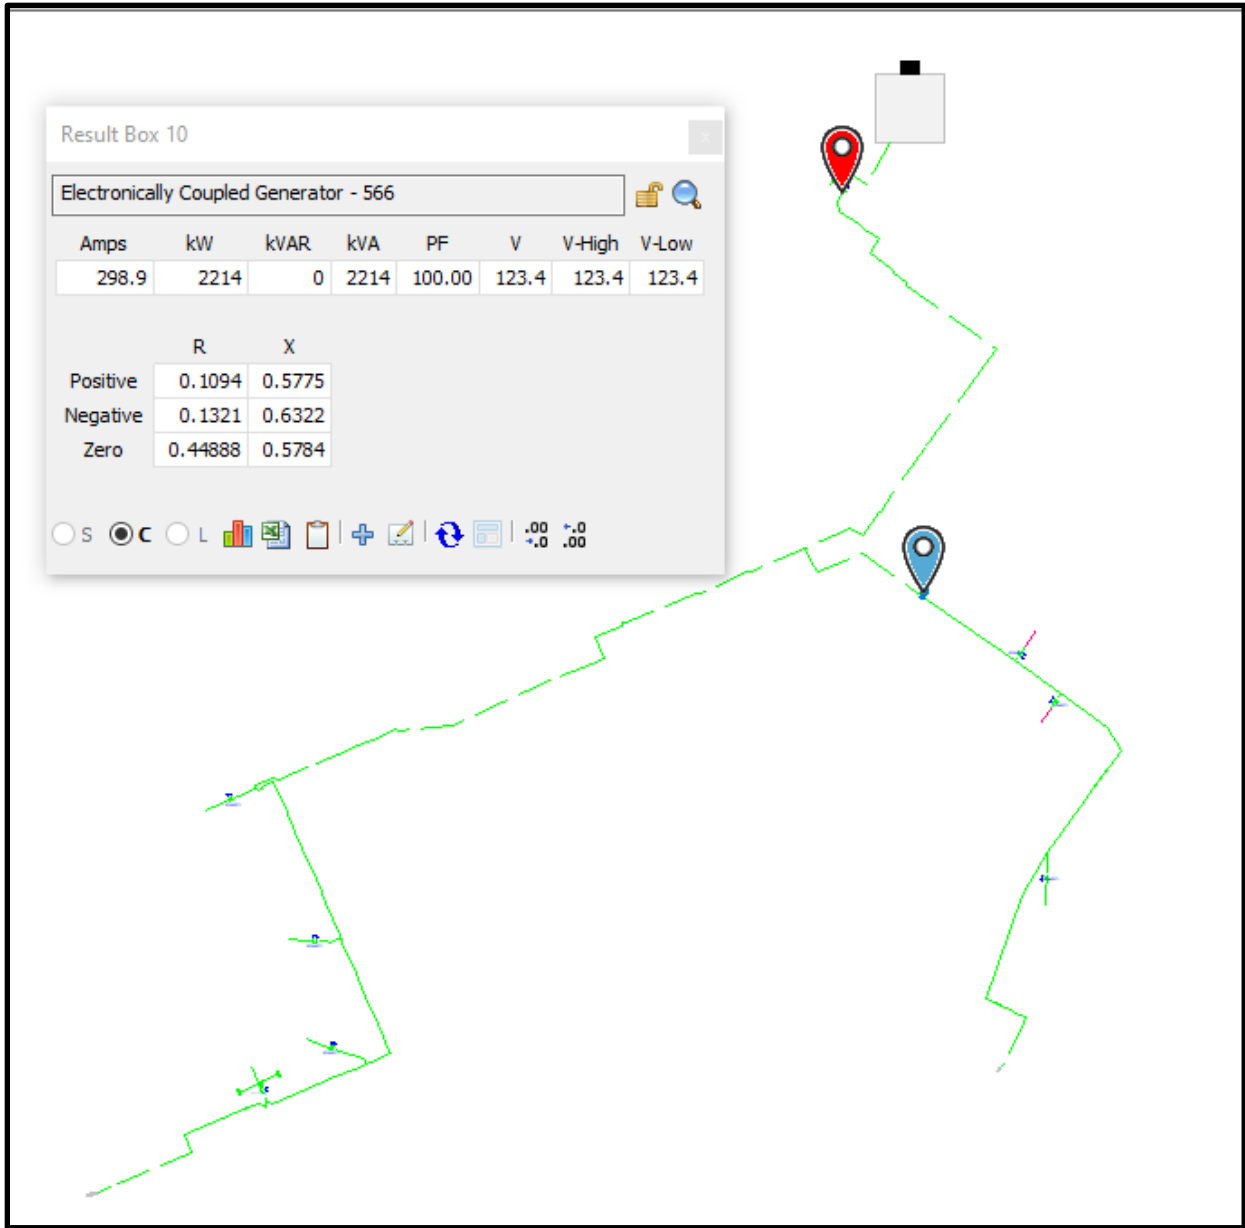 Result Box 10
x
Electronically Coupled Generator - 566
Amps kW kVAR kVA PF V V-High V-Low
298.9 2214 0 2214 100.00 123.4 123.4 123.4
R X
Positive 0.1094 0.5775
Negative 0.1321 0.6322
Zero 0.44888 0.5784
S C L .00 .0 .0 .00